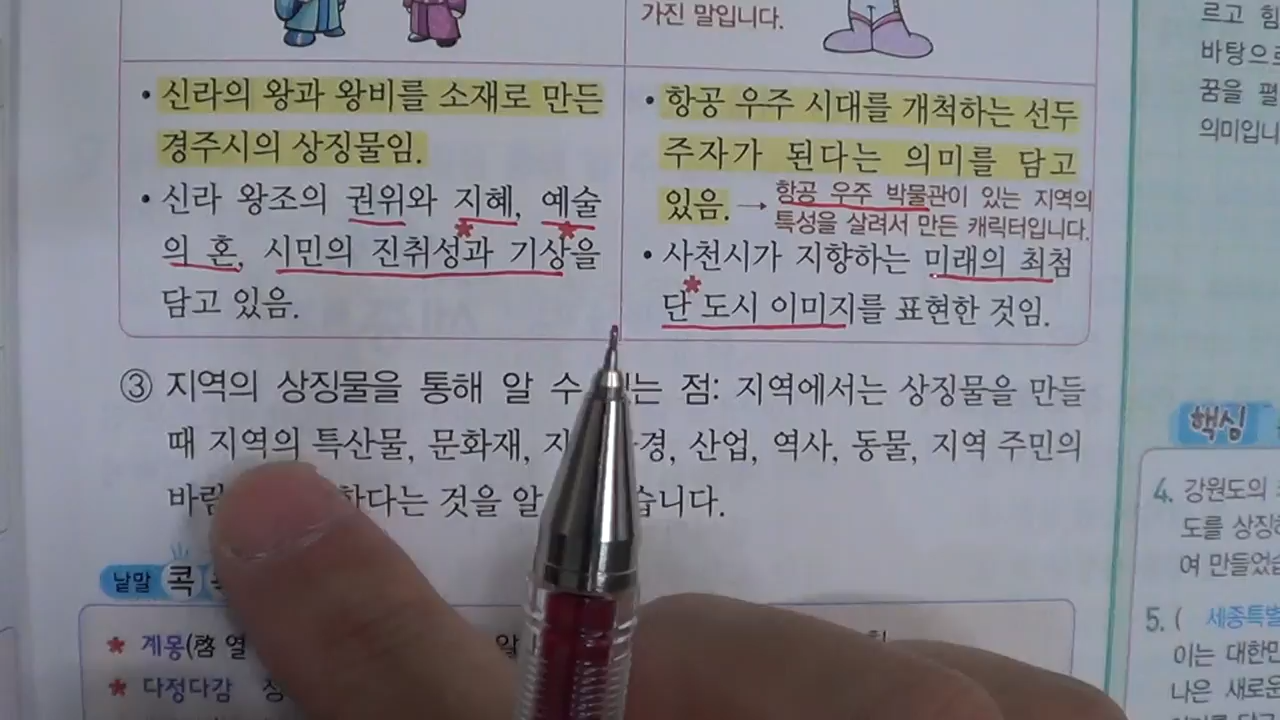 가진 말입니다.
• 신라의 왕과 왕비를 소재로 만든
경주시의 상징물임.
• 신라 왕조의 권위와 지혜, 예술
의 혼, 시민의 진취성과 기상을
담고 있음.
• 항공 우주 시대를 개척하는 선두
주자가 된다는 의미를 담고
있음. → 항공 우주 박물관이 있는 지역의
특성을 살려서 만든 캐릭터입니다.
• 사천시가 지향하는 미래의 최첨
단 도시 이미지를 표현한 것임.
③ 지역의 상징물을 통해 알 수 는 점: 지역에서는 상징물을 만들
때 지역의 특산물, 문화재, 산업, 역사, 동물, 지역 주민의
것을 알
낱말 콕
* 계몽(啓 열
* 다정다감
르고 힘
바탕으로
꿈을 펼
의미입니
핵심
4. 강원도의
도를 상징
여 만들었습
5. ( 세종특별
이는 대한민
나은 새로운